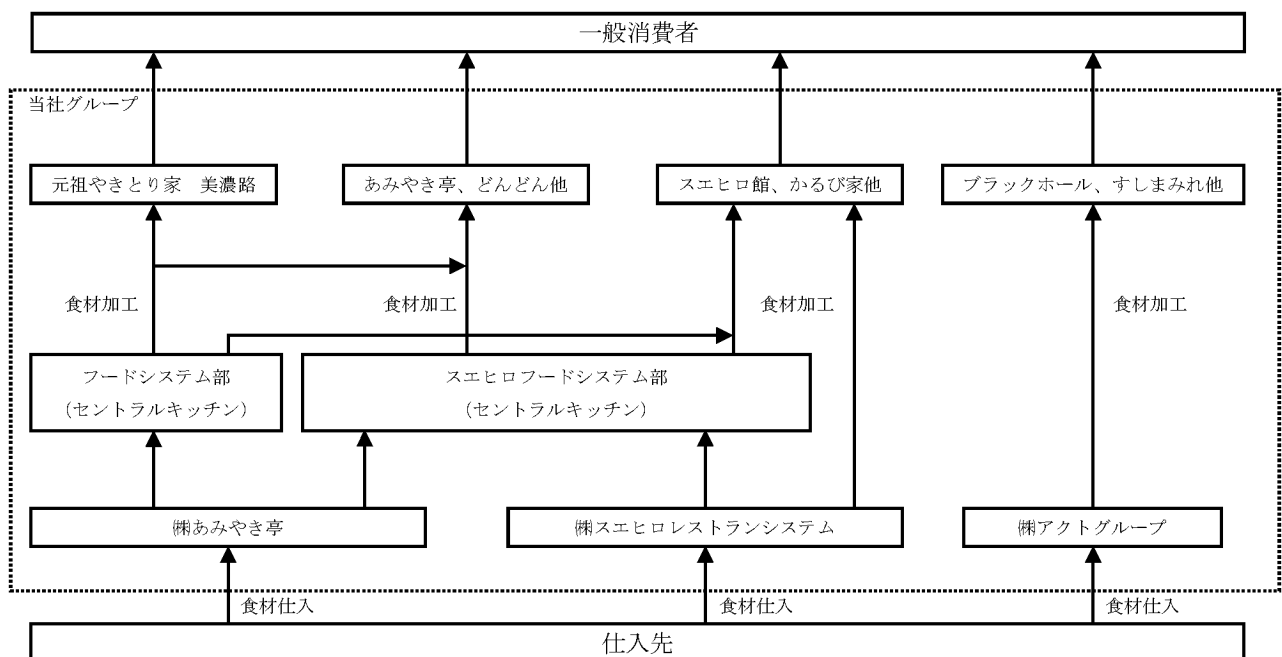 一般消費者
当社グループ
元祖やきとり家　美濃路
あみやき亭、どんどん他
スエヒロ館、かるび家他
ブラックホール、すしまみれ他
食材加工
食材加工
食材加工
食材加工
フードシステム部
(セントラルキッチン)
スエヒロフードシステム部
(セントラルキッチン)
㈱あみやき亭
㈱スエヒロレストランシステム
㈱アクトグループ
食材仕入
食材仕入
食材仕入
仕入先